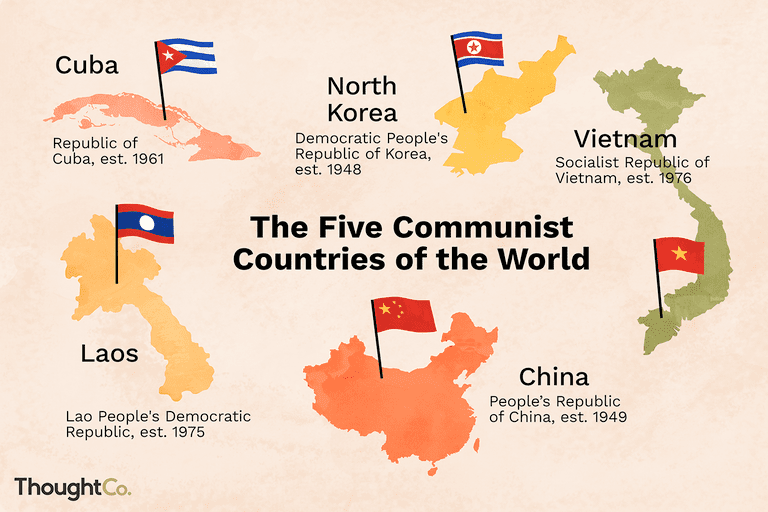 Cuba
Republic of
Cuba, est. 1961
North
Korea
Democratic People's
Republic of Korea,
est. 1948
Vietnam
Socialist Republic of
Vietnam, est. 1976
The Five Communist
Countries of the World
Laos
Lao People's Democratic
Republic, est. 1975
China
People’s Republic
of China, est. 1949
ThoughtCo.